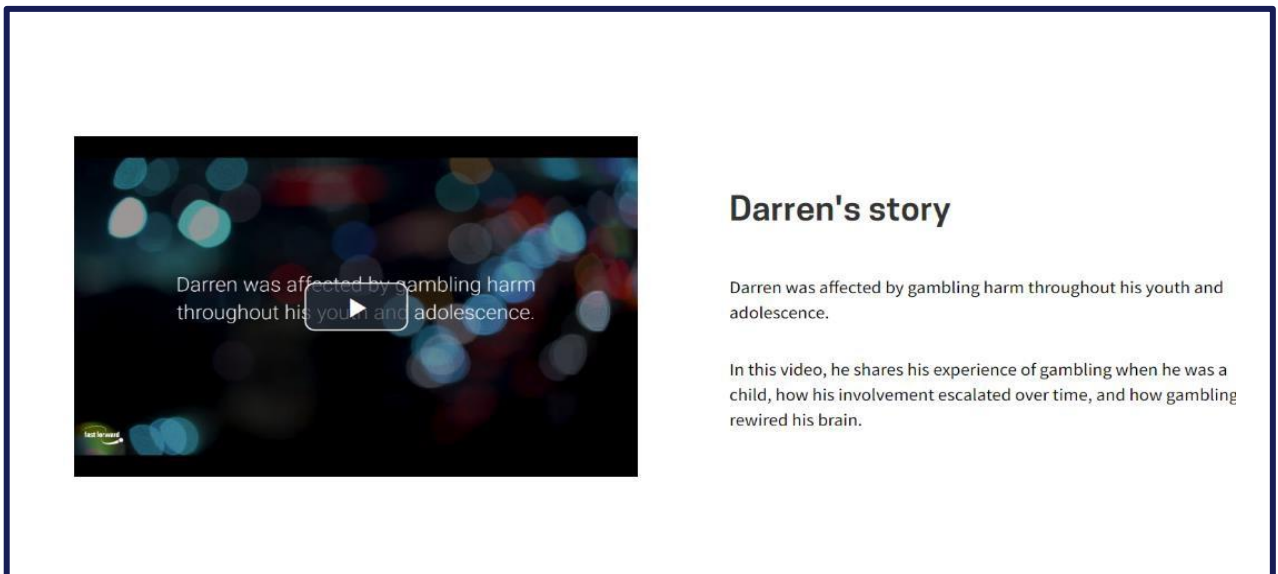 Darren was affected by gambling harm
throughout his youth and adolescence.
fast forward
Darren's story
Darren was affected by gambling harm throughout his youth and
adolescence.
In this video, he shares his experience of gambling when he was a
child, how his involvement escalated over time, and how gambling
rewired his brain.